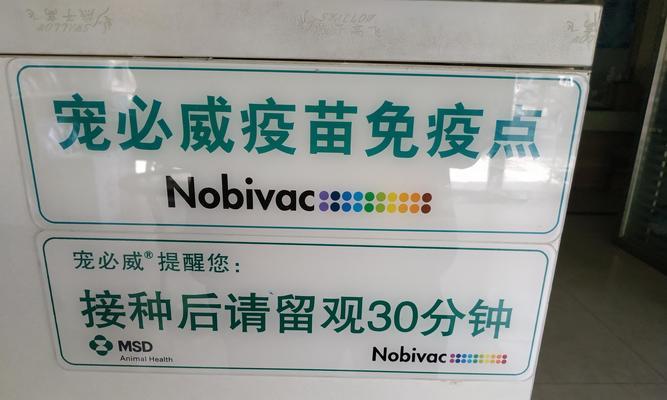 宠必威疫苗免疫点
Nobivac
宠必威®提醒您:
接种后请留观30分钟
MSD
Animal Health
Nobivac